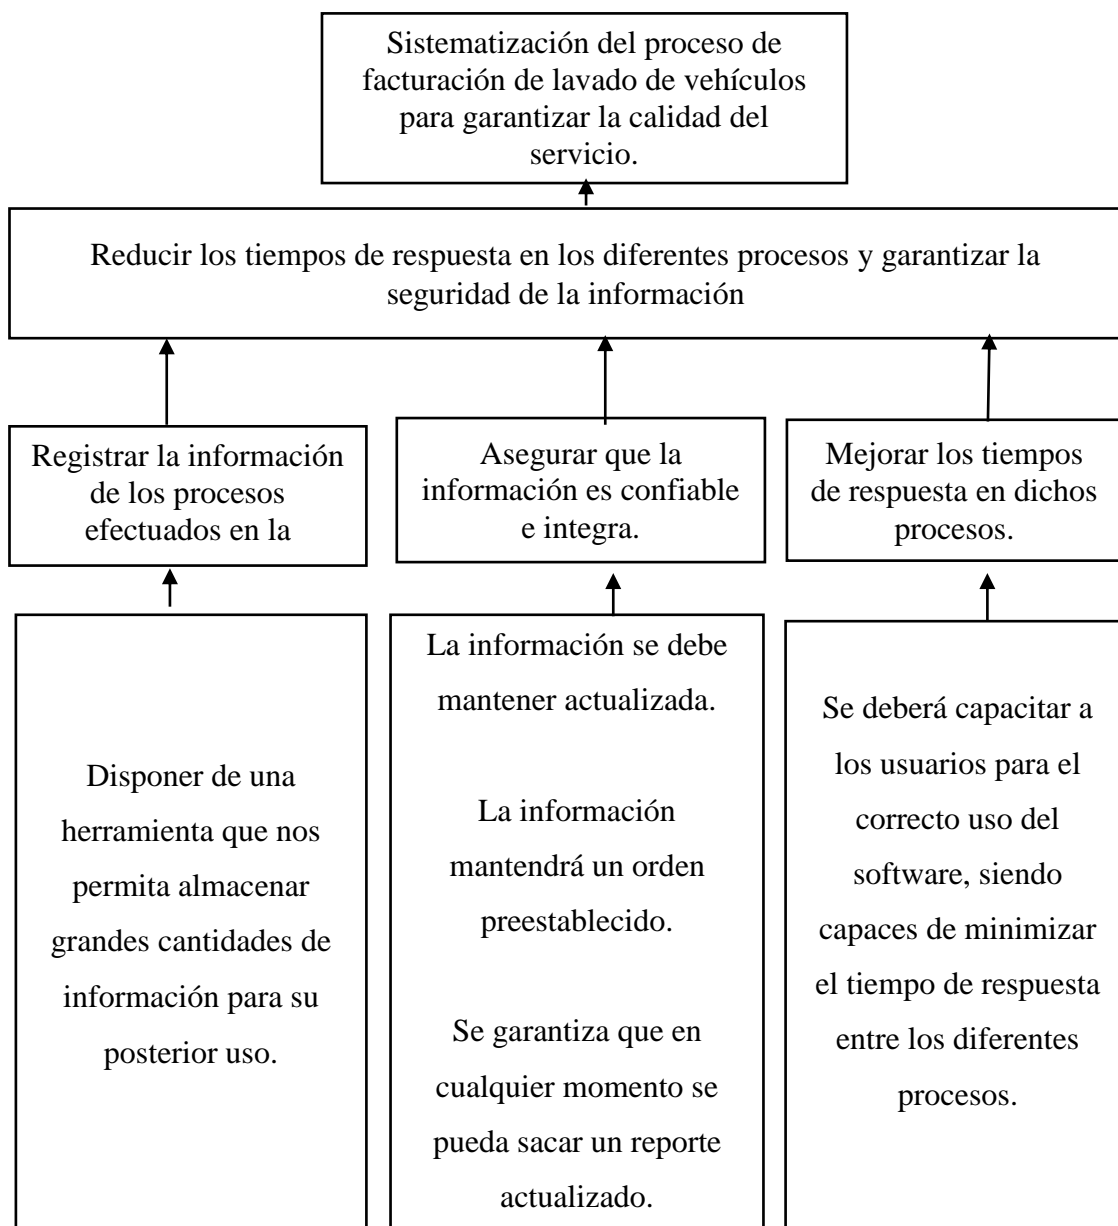 Sistematización del proceso de
facturación de lavado de vehículos
para garantizar la calidad del
servicio.
Reducir los tiempos de respuesta en los diferentes procesos y garantizar la
seguridad de la información
Registrar la información
de los procesos
efectuados en la
Asegurar que la
información es confiable
e integra.
Mejorar los tiempos
de respuesta en dichos
procesos.
Disponer de una
herramienta que nos
permita almacenar
grandes cantidades de
información para su
posterior uso.
La información se debe
mantener actualizada.
La información
mantendrá un orden
preestablecido.
Se garantiza que en
cualquier momento se
pueda sacar un reporte
actualizado.
Se deberá capacitar a
los usuarios para el
correcto uso del
software, siendo
capaces de minimizar
el tiempo de respuesta
entre los diferentes
procesos.